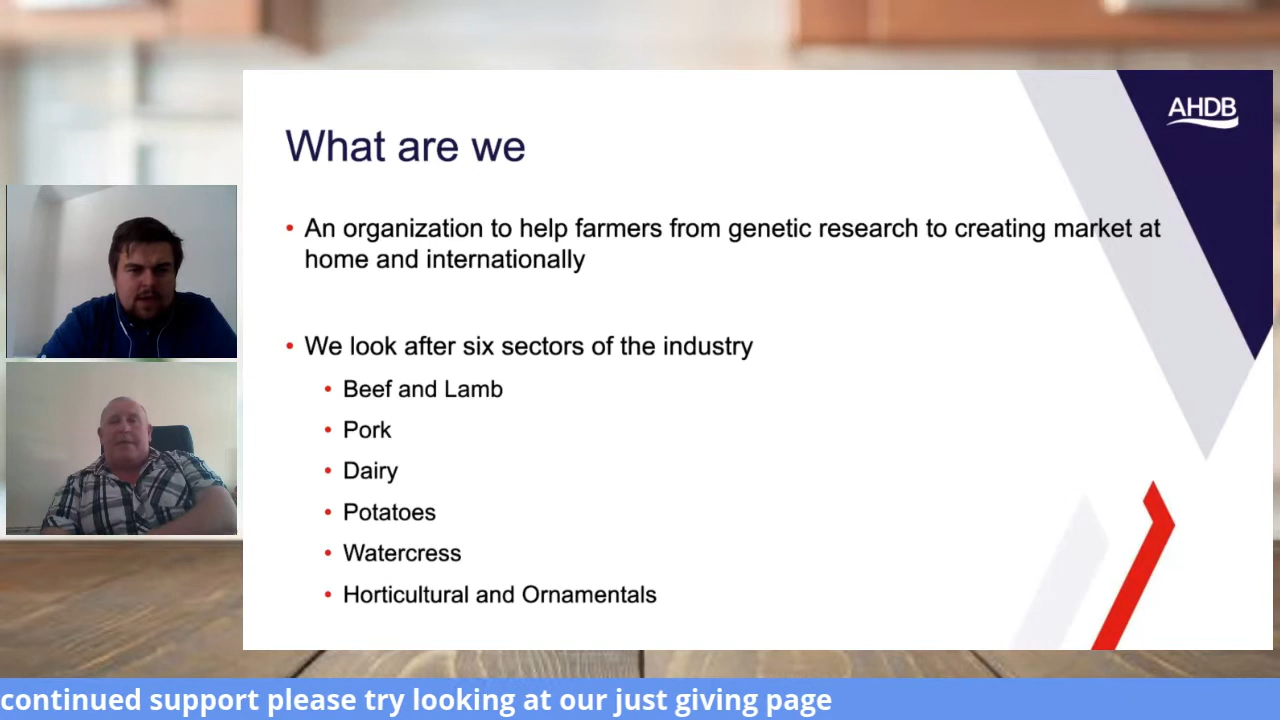 AHDB
What are we
• An organization to help farmers from genetic research to creating market at
home and internationally
• We look after six sectors of the industry
• Beef and Lamb
• Pork
• Dairy
• Potatoes
• Watercress
• Horticultural and Ornamentals
continued support please try looking at our just giving page